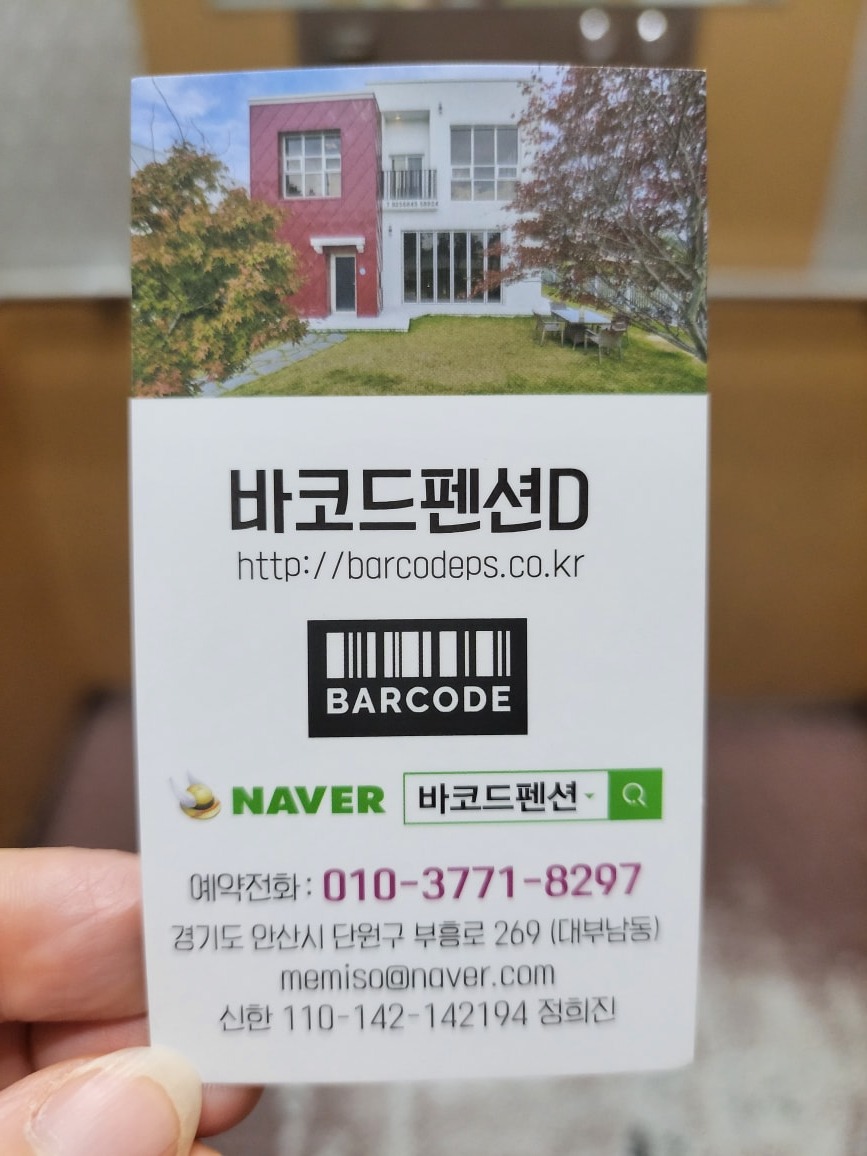 바코드펜션D
http://barcodeps.co.kr
BARCODE
NAVER 바코드펜션
예약전화 : 010-3771-8297
경기도 안산시 단원구 부흥로 269 (대부남동)
memiso@naver.com
신한 110-142-142194 정희진